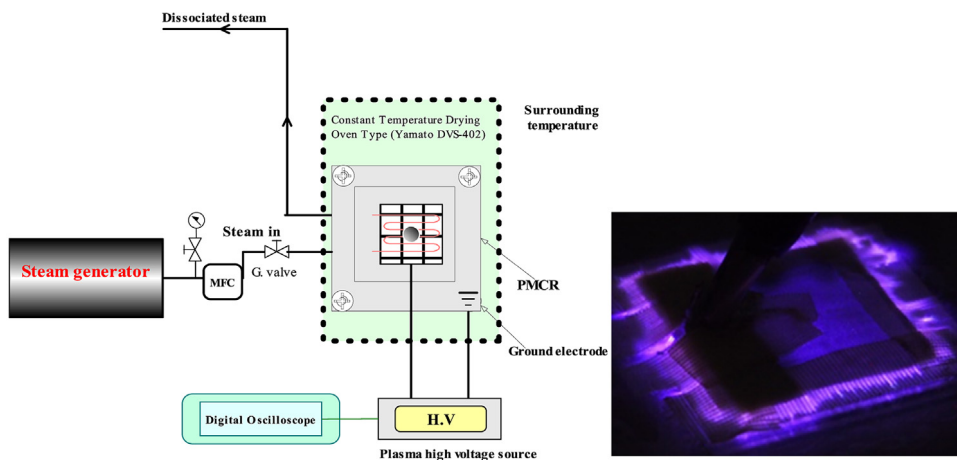 Dissociated steam
Surrounding
temperature
Constant Temperature Drying
Oven Type (Yamato DVS-402)
Steam in
Steam generator
MFC
G. valve
PMCR
Ground electrode
Digital Oscilloscope
H.V
Plasma high voltage source